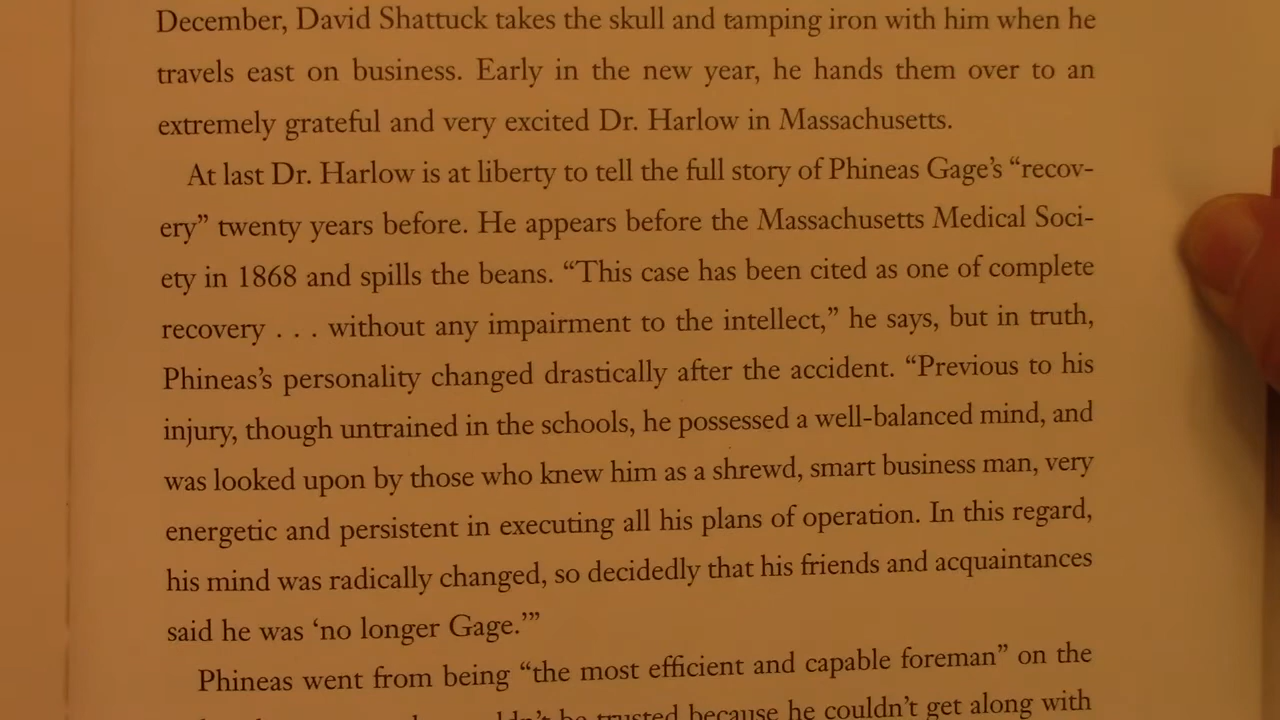 December, David Shattuck takes the skull and tamping iron with him when he
travels east on business. Early in the new year, he hands them over to an
extremely grateful and very excited Dr. Harlow in Massachusetts.
At last Dr. Harlow is at liberty to tell the full story of Phineas Gage’s “recov-
ery” twenty years before. He appears before the Massachusetts Medical Soci-
ety in 1868 and spills the beans. “This case has been cited as one of complete
recovery . . . without any impairment to the intellect,” he says, but in truth,
Phineas’s personality changed drastically after the accident. “Previous to his
injury, though untrained in the schools, he possessed a well-balanced mind, and
was looked upon by those who knew him as a shrewd, smart business man, very
energetic and persistent in executing all his plans of operation. In this regard,
his mind was radically changed, so decidedly that his friends and acquaintances
said he was ‘no longer Gage.’”
Phineas went from being “the most efficient and capable foreman” on the
be trusted because he couldn’t get along with